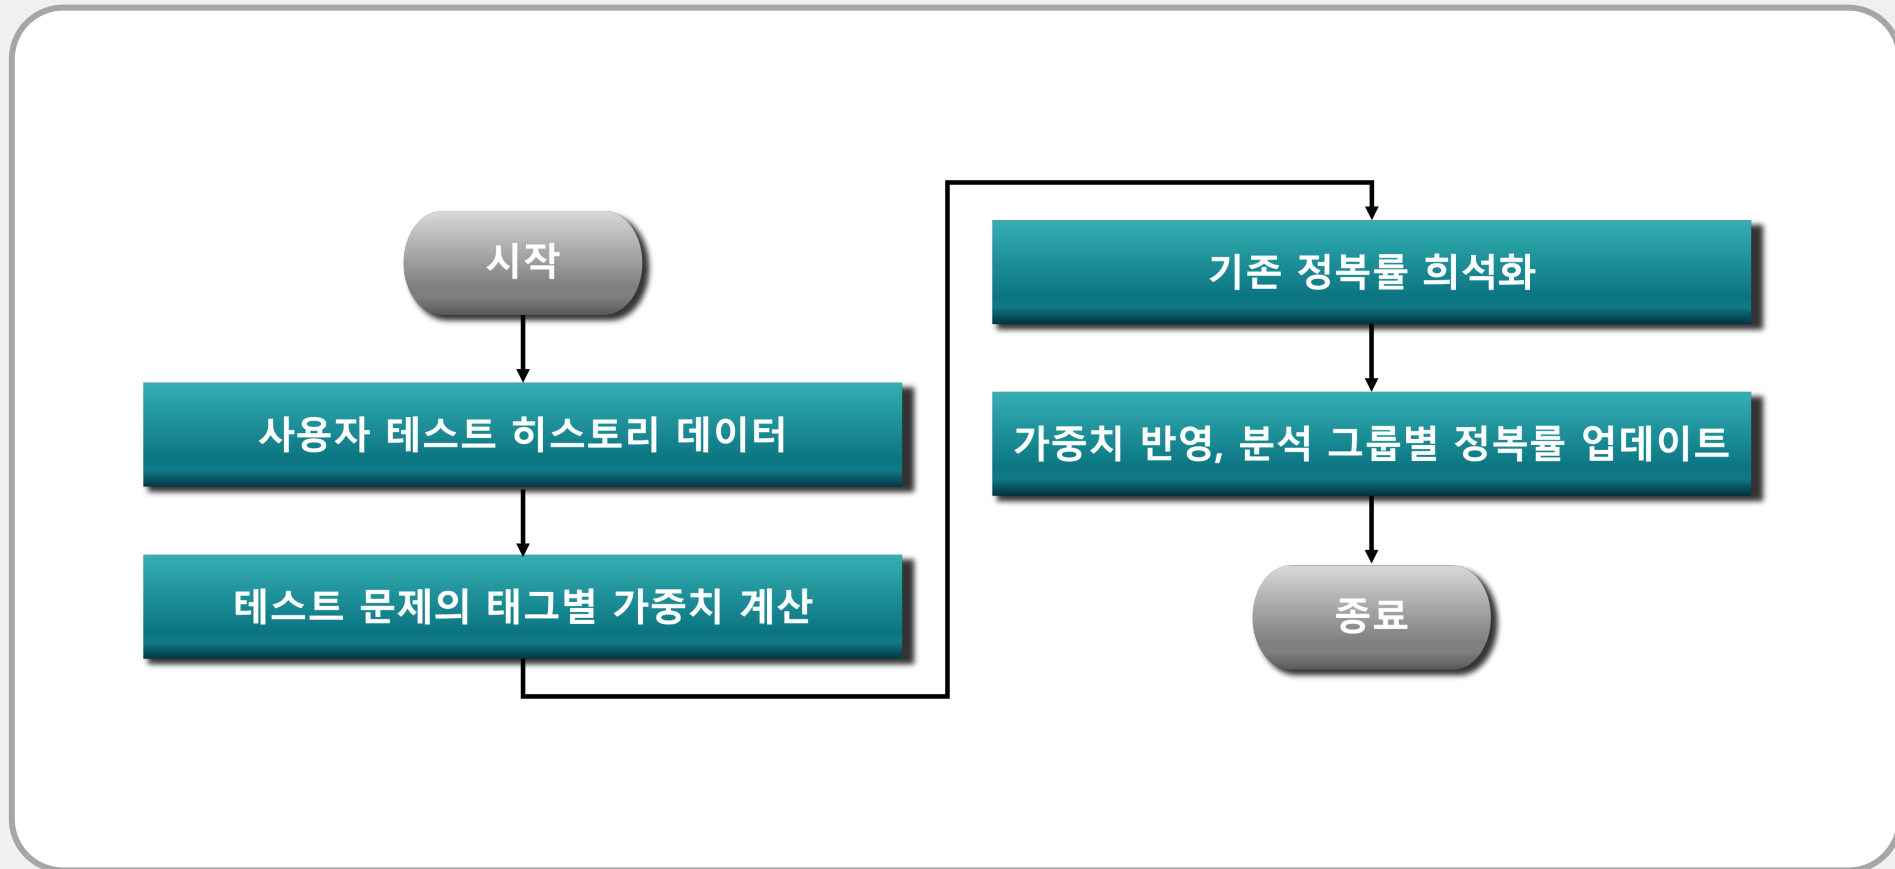 시작
사용자 테스트 히스토리 데이터
테스트 문제의 태그별 가중치 계산
기존 정복률 희석화
가중치 반영, 분석 그룹별 정복률 업데이트
종료